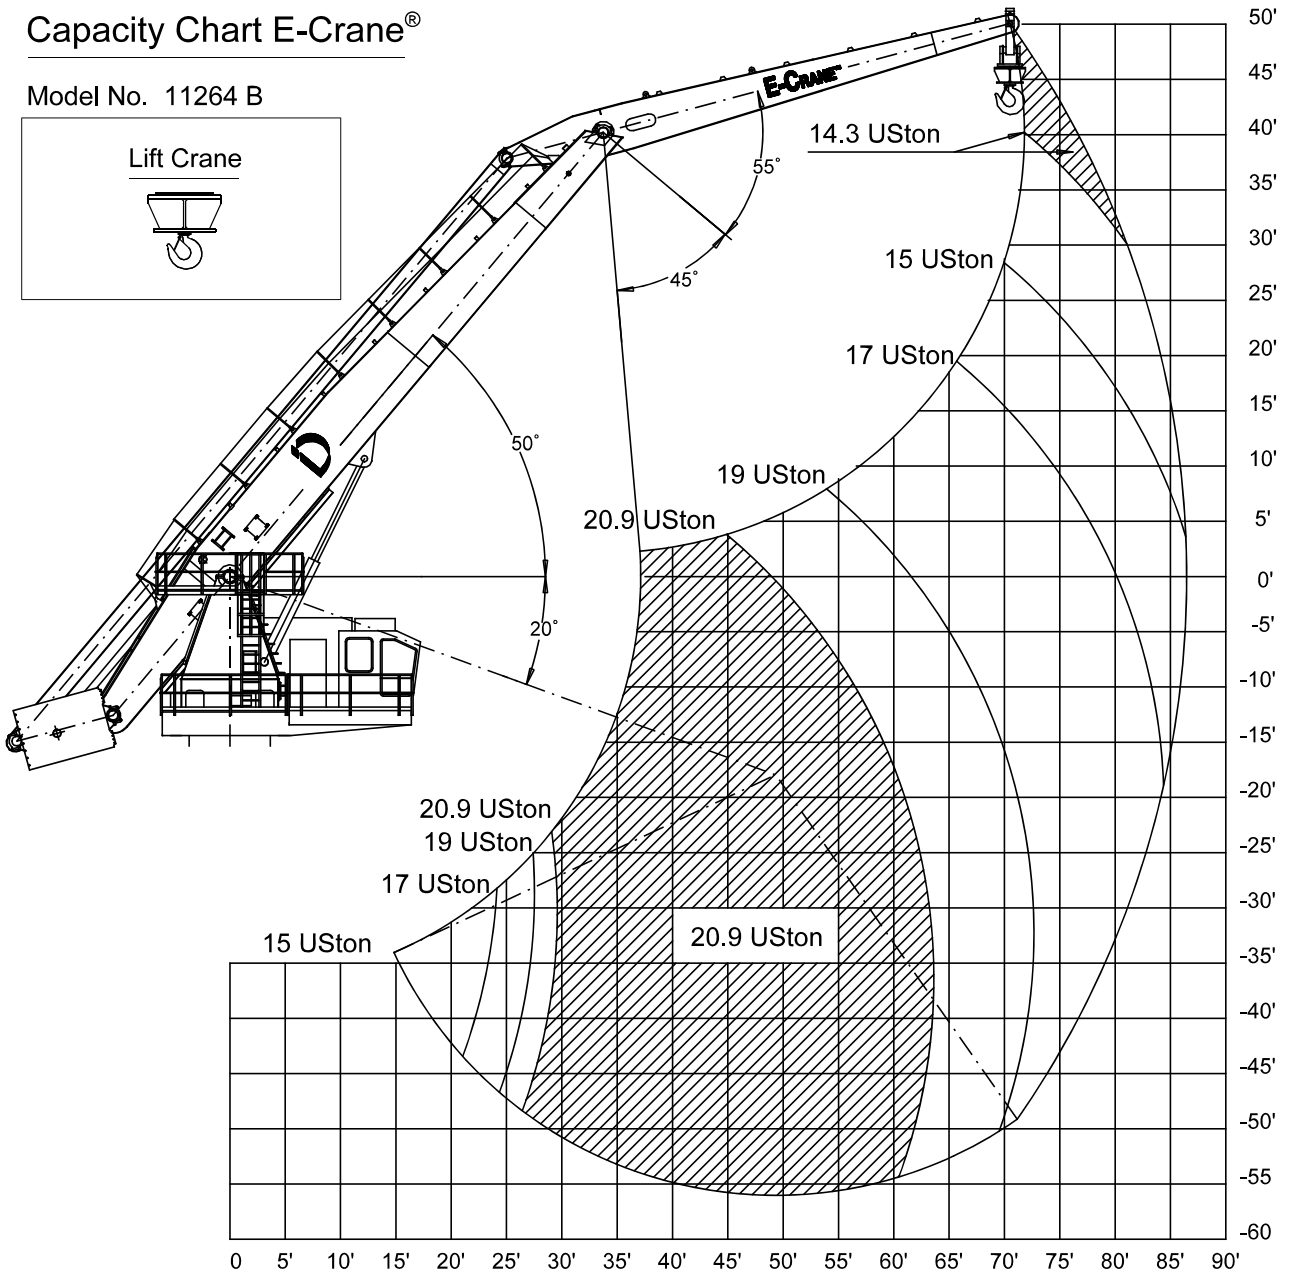 Capacity Chart E-Crane®
Model No. 11264 B
Lift Crane
E-CRANE™
D
14.3 USton
55°
45°
15 USton
17 USton
50°
19 USton
20.9 USton
20°
20.9 USton
19 USton
17 USton
20.9 USton
15 USton
50'
45'
40'
35'
30'
25'
20'
15'
10'
5'
0'
-5'
-10'
-15'
-20'
-25'
-30'
-35'
-40'
-45'
-50'
-55
-60
0 5' 10' 15' 20' 25' 30' 35' 40' 45' 50' 55' 60' 65' 70' 75' 80' 85' 90'